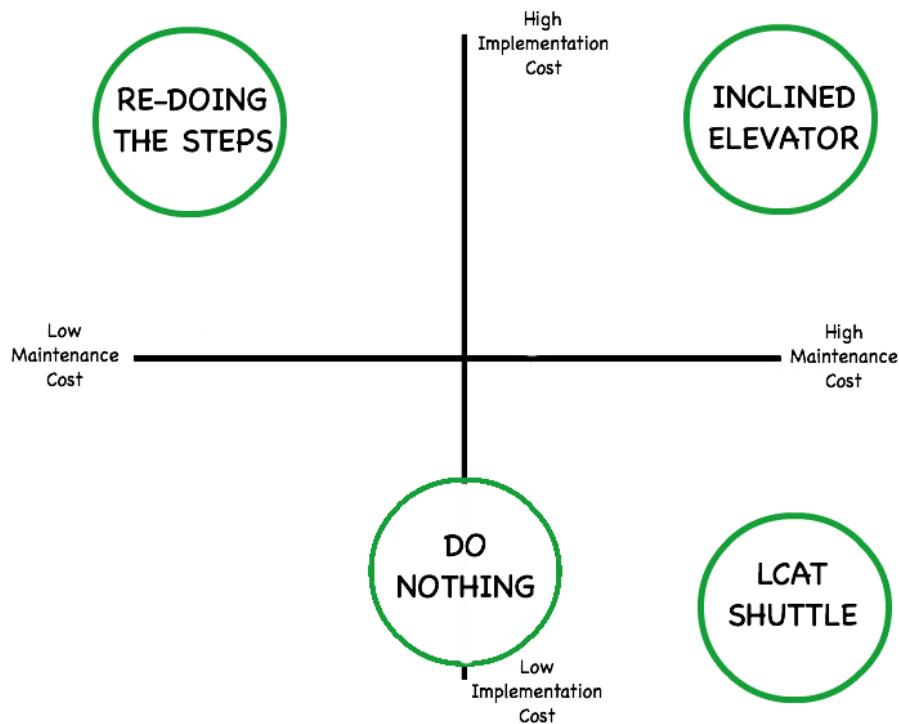 High
Implementation
Cost
RE-DOING
THE STEPS
INCLINED
ELEVATOR
Low
Maintenance
Cost
High
Maintenance
Cost
DO
NOTHING
LCAT
SHUTTLE
Low
Implementation
Cost